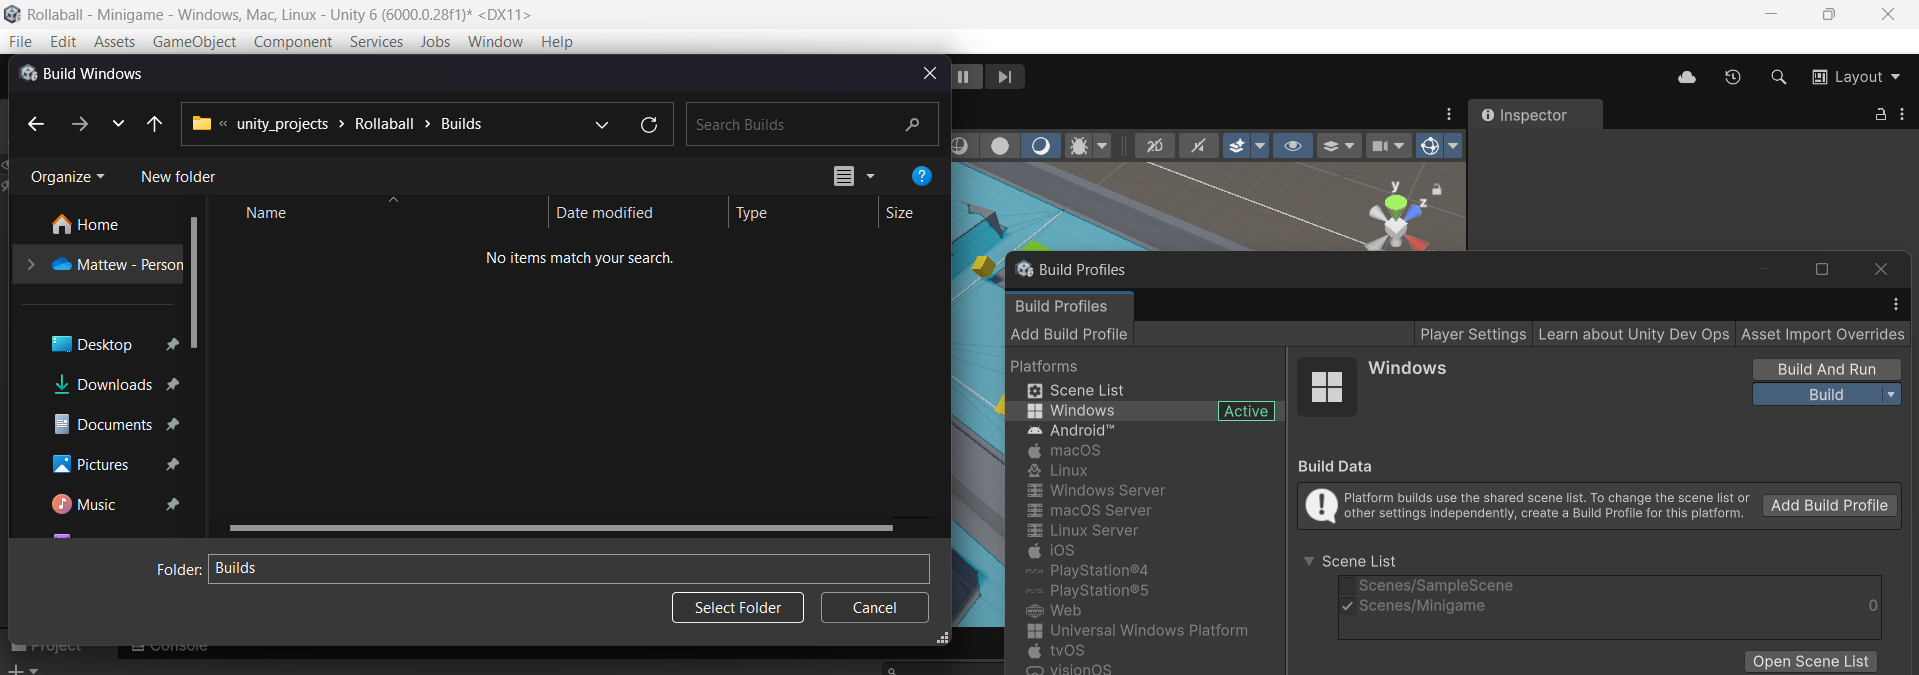 Rollaball - Minigame - Windows, Mac, Linux - Unity 6 (6000.0.28f1)* <DX11>
File Edit Assets GameObject Component Services Jobs Window Help
Build Windows
« unity_projects › Rollaball › Builds
Search Builds
Organize
New folder
Name Date modified Type Size
No items match your search.
Home
Mattew - Person
Desktop
Downloads
Documents
Pictures
Music
Folder: Builds
Select Folder Cancel
Project Console
Layout
Inspector
2D
y
z
Build Profiles
Build Profiles
Add Build Profile
Player Settings Learn about Unity Dev Ops Asset Import Overrides
Platforms
Scene List
Windows Active
Android™
macOS
Linux
Windows Server
macOS Server
Linux Server
iOS
PlayStation®4
PlayStation®5
Web
Universal Windows Platform
tvOS
visionOS
Windows
Build And Run
Build
Build Data
Platform builds use the shared scene list. To change the scene list or
other settings independently, create a Build Profile for this platform.
Add Build Profile
Scene List
Scenes/SampleScene
Scenes/Minigame 0
Open Scene List